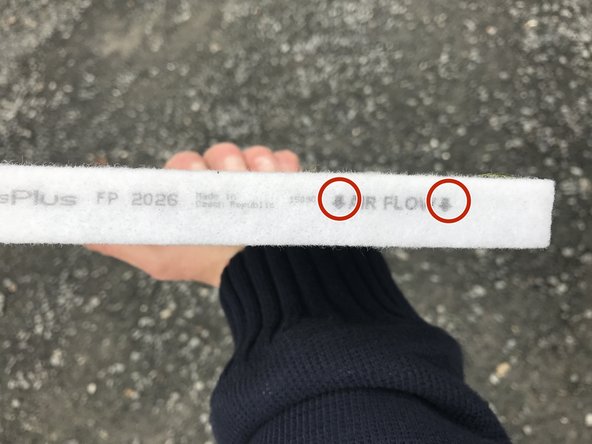 sPlus FP 2026
Made in
Czech Republic
AIR FLOW